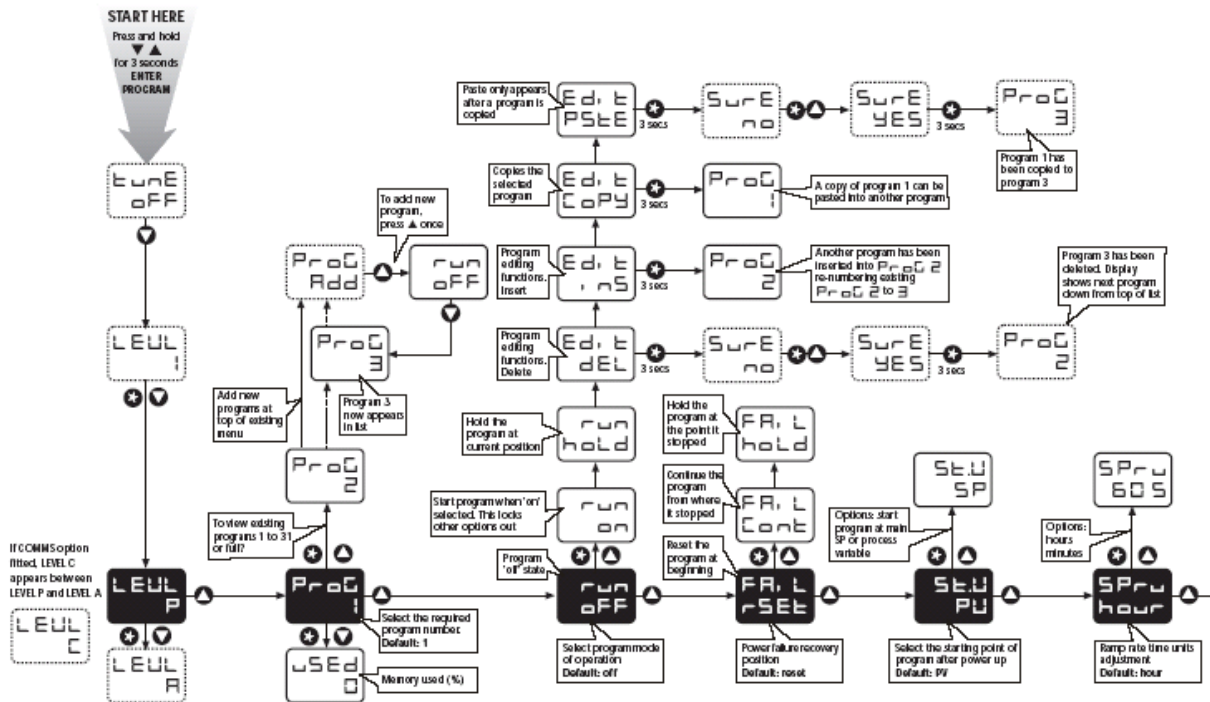 START HERE
Press and hold
▼ ▲
for 3 seconds
ENTER
PROGRAM
tunE
oFF
LEVL
1
If COMMS option
fitted, LEVEL C
appears between
LEVEL P and LEVEL A
LEVL
C
LEVL
P
LEVL
A
Add new
programs at
top of existing
menu
ProG
Add
To add new
program,
press ▲ once
run
oFF
ProG
3
Program 3
now appears
in list
ProG
2
To view existing
programs 1 to 31
or full?
ProG
1
Select the required
program number.
Default: 1
uSEd
0
Memory used (%)
Paste only appears
after a program is
copied
Edit
PStE
3 secs
SurE
no
SurE
YES
3 secs
ProG
3
Program 1 has
been copied to
program 3
Copies the
selected
program
Edit
CoPY
3 secs
ProG
1
A copy of program 1 can be
pasted into another program
Program
editing
functions.
Insert
Edit
inS
3 secs
ProG
2
Another program has been
inserted into ProG 2
re-numbering existing
ProG 2 to 3
Program
editing
functions.
Delete
Edit
dEL
3 secs
SurE
no
SurE
YES
3 secs
ProG
2
Program 3 has been
deleted. Display
shows next program
down from top of list
Hold the
program at
current position
run
hold
Start program when 'on'
selected. This locks
other options out
run
on
Program
'off' state
run
oFF
Select program mode
of operation
Default: off
Hold the
program at
the point it
stopped
FAiL
hold
Continue the
program
from where
it stopped
FAiL
Cont
Reset the
program at
beginning
FAiL
rSEt
Power failure recovery
position
Default: reset
St.V
SP
Options: start
program at main
SP or process
variable
St.V
PV
Select the starting point of
program after power up
Default: PV
SPru
60S
Options:
hours
minutes
SPru
hour
Ramp rate time units
adjustment
Default: hour